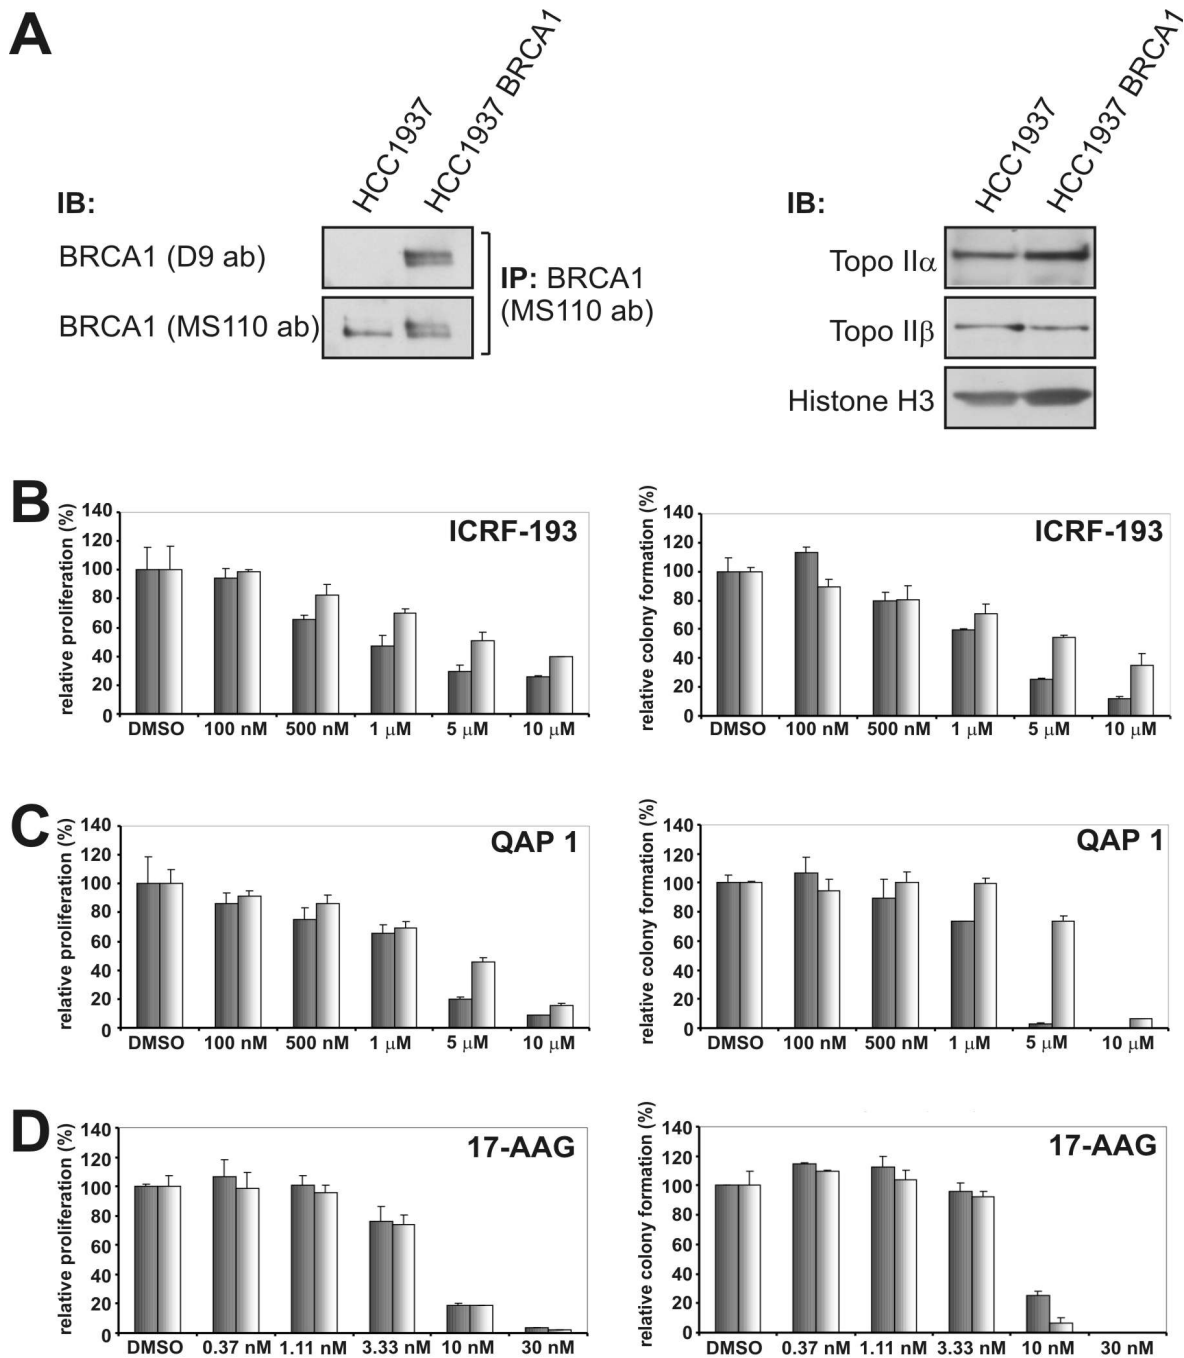 A
HCC1937
HCC1937 BRCA1
IB:
BRCA1 (D9 ab)
BRCA1 (MS110 ab)
IP: BRCA1
(MS110 ab)
HCC1937
HCC1937 BRCA1
IB:
Topo IIα
Topo IIβ
Histone H3
B
relative proliferation (%)
140
120
100
80
60
40
20
0
ICRF-193
DMSO 100 nM 500 nM 1 μM 5 μM 10 μM
relative colony formation (%)
140
120
100
80
60
40
20
0
ICRF-193
DMSO 100 nM 500 nM 1 μM 5 μM 10 μM
C
relative proliferation (%)
140
120
100
80
60
40
20
0
QAP 1
DMSO 100 nM 500 nM 1 μM 5 μM 10 μM
relative colony formation (%)
140
120
100
80
60
40
20
0
QAP 1
DMSO 100 nM 500 nM 1 μM 5 μM 10 μM
D
relative proliferation (%)
140
120
100
80
60
40
20
0
17-AAG
DMSO 0.37 nM 1.11 nM 3.33 nM 10 nM 30 nM
relative colony formation (%)
140
120
100
80
60
40
20
0
17-AAG
DMSO 0.37 nM 1.11 nM 3.33 nM 10 nM 30 nM